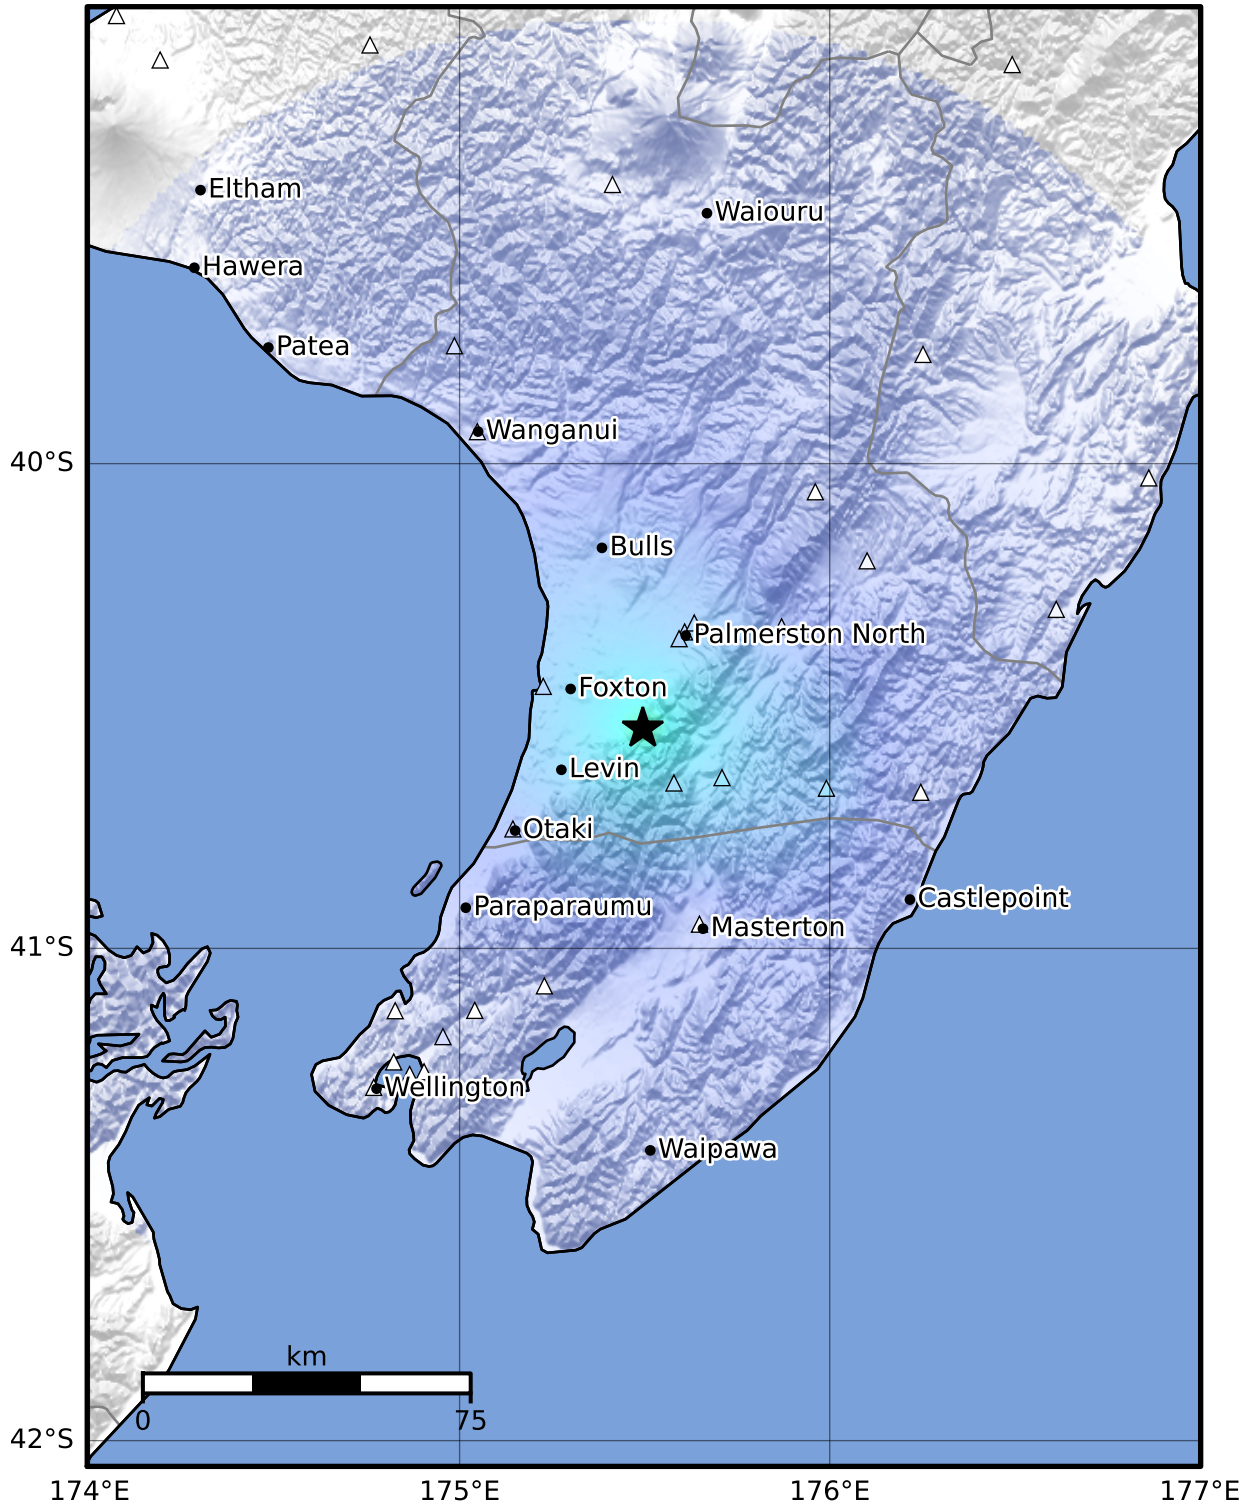 Eltham
Waiouru
Hawera
Patea
Wanganui
40°S
Bulls
Palmerston North
Foxton
Levin
Otaki
Castlepoint
Paraparaumu
Masterton
41°S
Wellington
Waipawa
km
0 75
42°S
174°E 175°E 176°E 177°E